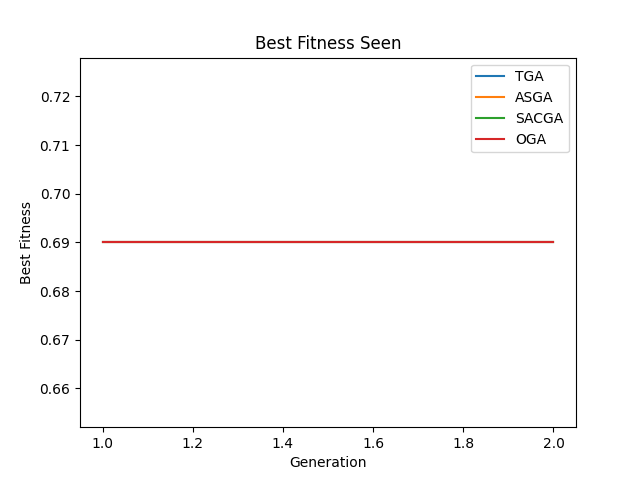 Best Fitness Seen
TGA
ASGA
SACGA
OGA
Best Fitness
0.72
0.71
0.70
0.69
0.68
0.67
0.66
1.0 1.2 1.4 1.6 1.8 2.0
Generation